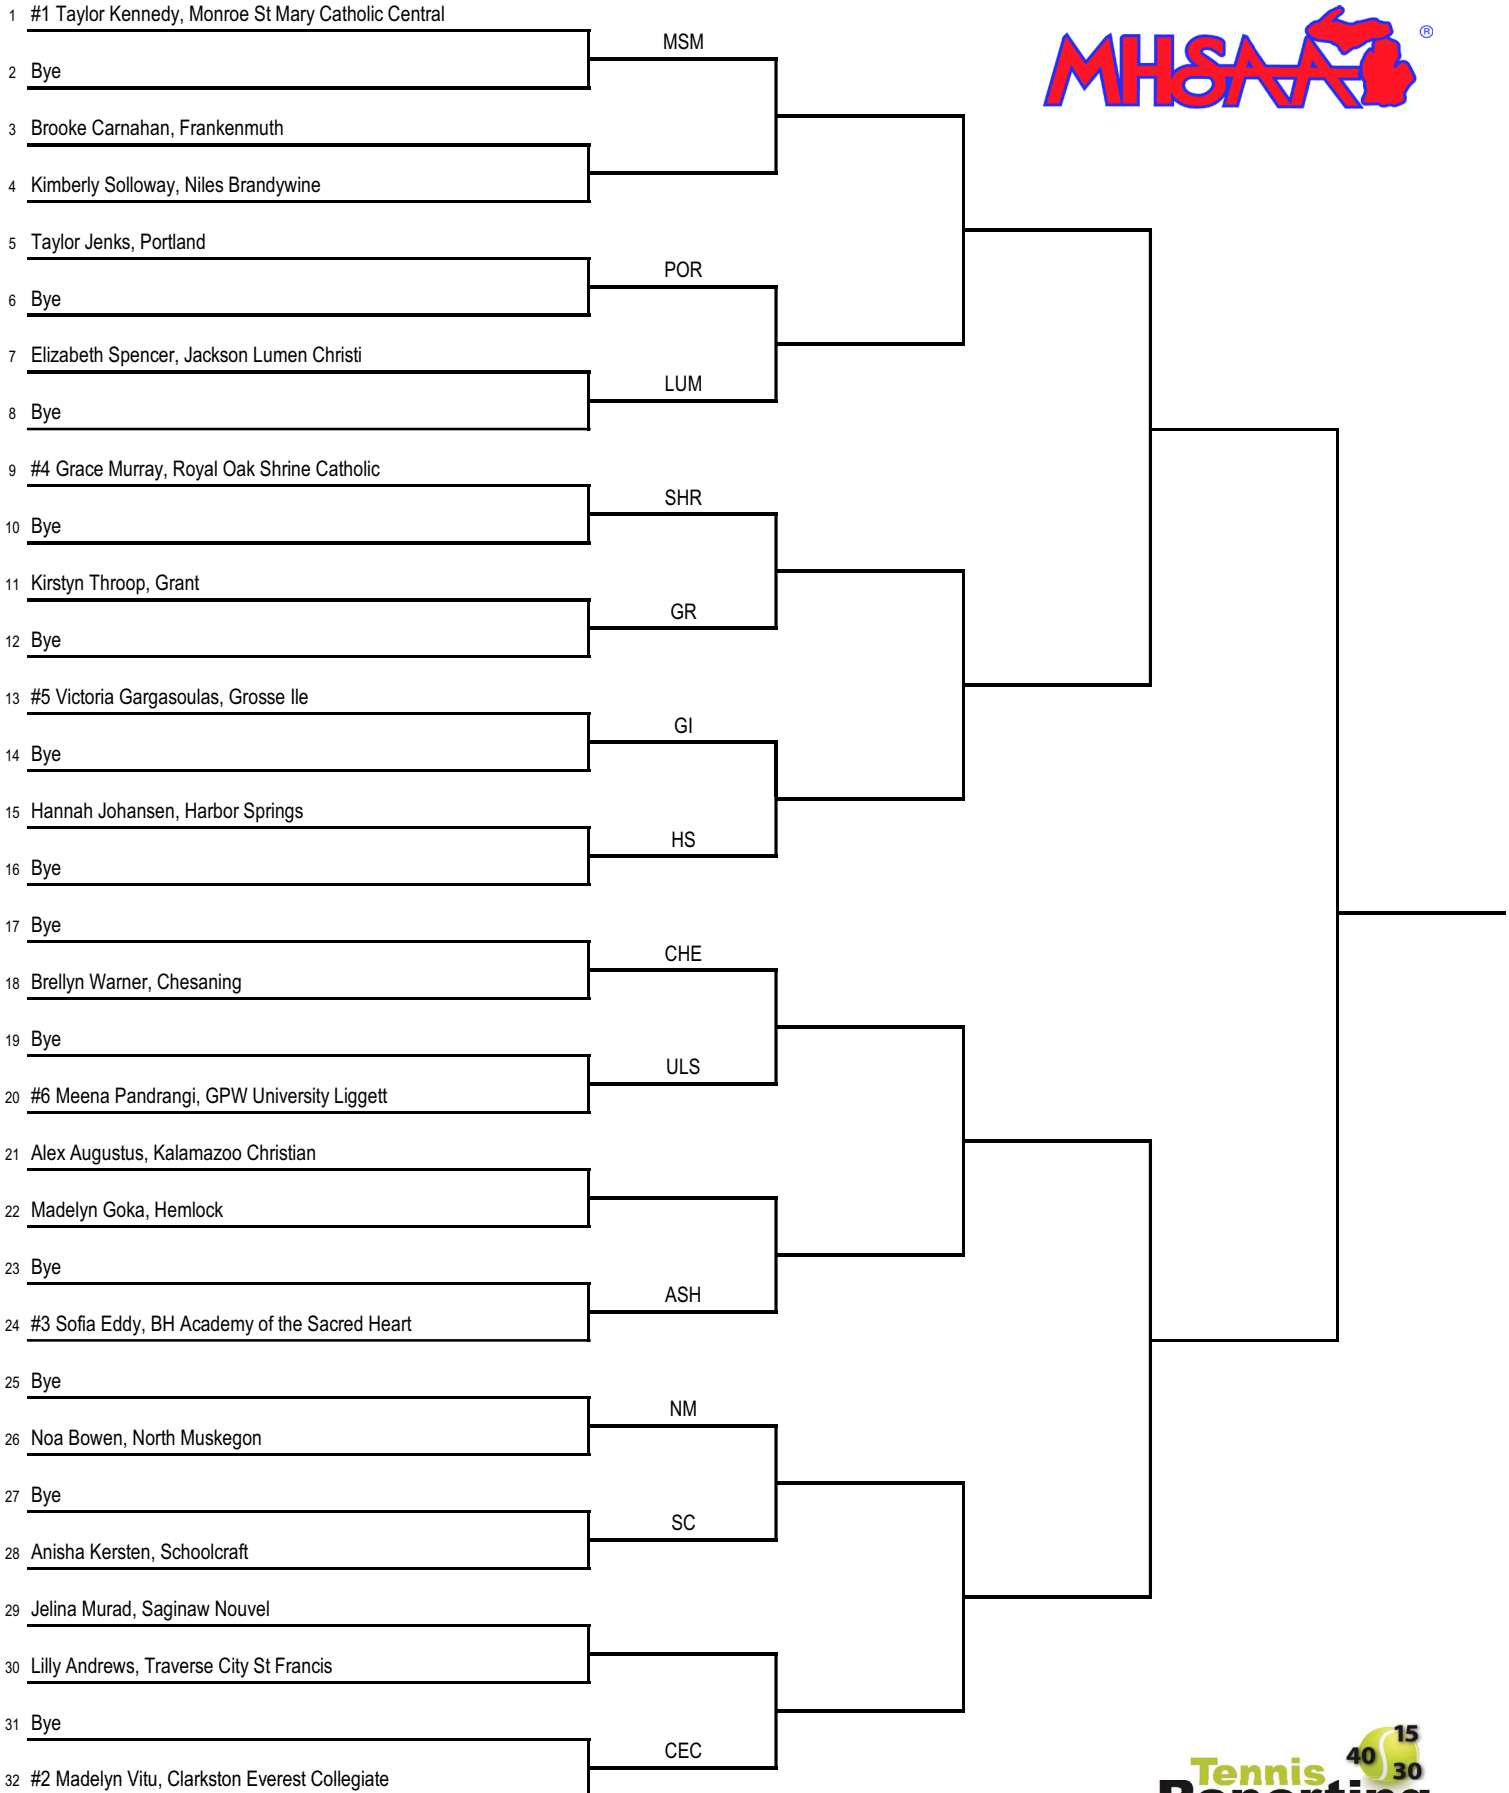 1 #1 Taylor Kennedy, Monroe St Mary Catholic Central
MSM
2 Bye
3 Brooke Carnahan, Frankenmuth
4 Kimberly Solloway, Niles Brandywine
5 Taylor Jenks, Portland
POR
6 Bye
7 Elizabeth Spencer, Jackson Lumen Christi
LUM
8 Bye
9 #4 Grace Murray, Royal Oak Shrine Catholic
SHR
10 Bye
11 Kirstyn Throop, Grant
GR
12 Bye
13 #5 Victoria Gargasoulas, Grosse Ile
GI
14 Bye
15 Hannah Johansen, Harbor Springs
HS
16 Bye
17 Bye
CHE
18 Brellyn Warner, Chesaning
19 Bye
ULS
20 #6 Meena Pandrangi, GPW University Liggett
21 Alex Augustus, Kalamazoo Christian
22 Madelyn Goka, Hemlock
23 Bye
ASH
24 #3 Sofia Eddy, BH Academy of the Sacred Heart
25 Bye
NM
26 Noa Bowen, North Muskegon
27 Bye
SC
28 Anisha Kersten, Schoolcraft
29 Jelina Murad, Saginaw Nouvel
30 Lilly Andrews, Traverse City St Francis
31 Bye
CEC
32 #2 Madelyn Vitu, Clarkston Everest Collegiate
MHSAA ®
15
40
30
Tennis
Reporting